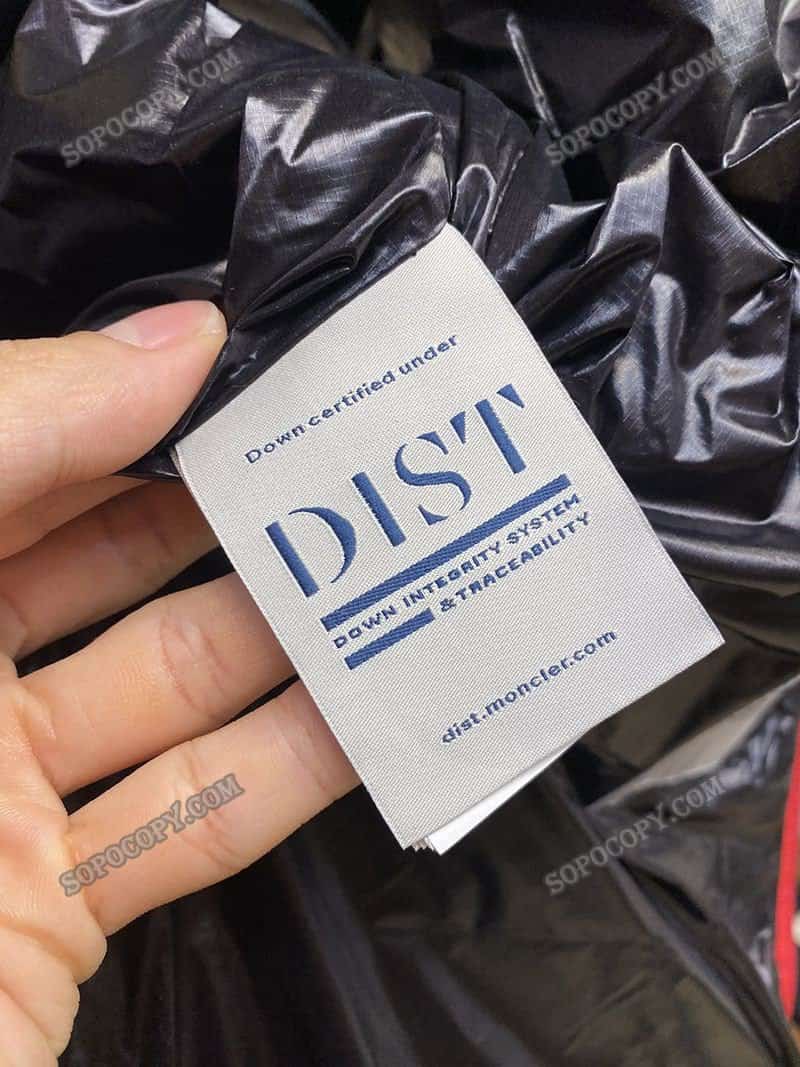 SOPOCOPY.COM
SOPOCOPY.COM
Down certified under
DIST
DOWN INTEGRITY SYSTEM
& TRACEABILITY
dist.moncler.com
SOPOCOPY.COM
SOPOCOPY.COM